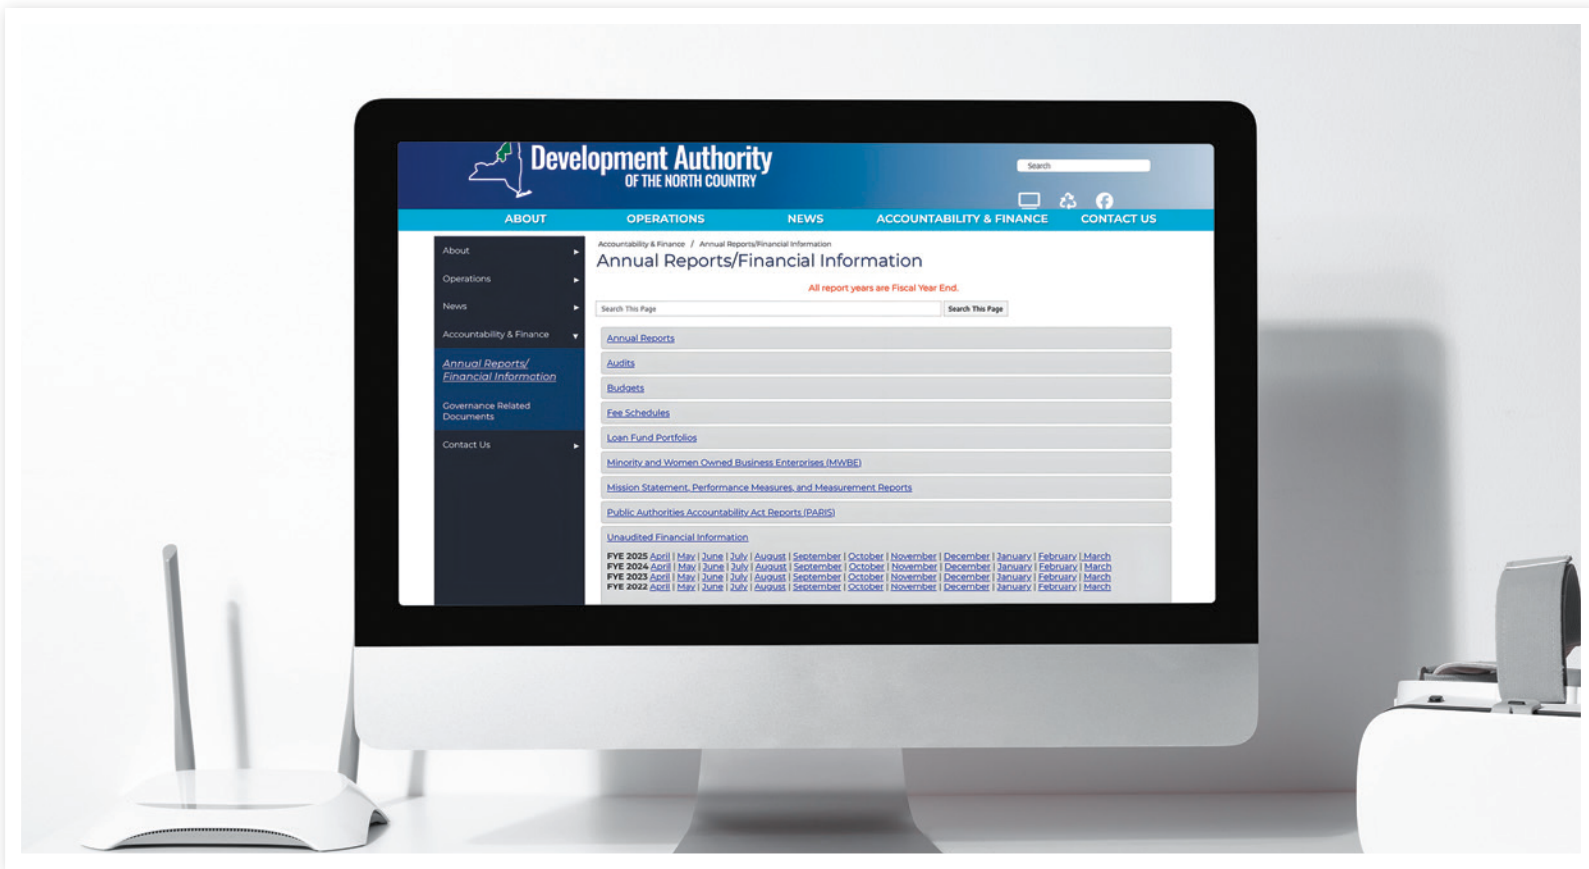 Development Authority
OF THE NORTH COUNTRY
Search
ABOUT OPERATIONS NEWS ACCOUNTABILITY & FINANCE CONTACT US
About
Operations
News
Accountability & Finance
Annual Reports/
Financial Information
Governance Related
Documents
Contact Us
Accountability & Finance / Annual Reports/Financial Information
Annual Reports/Financial Information
All report years are Fiscal Year End.
Search This Page Search This Page
Annual Reports
Audits
Budgets
Fee Schedules
Loan Fund Portfolios
Minority and Women Owned Business Enterprises (MWBE)
Mission Statement, Performance Measures, and Measurement Reports
Public Authorities Accountability Act Reports (PARIS)
Unaudited Financial Information
FYE 2025 April | May | June | July | August | September | October | November | December | January | February | March
FYE 2024 April | May | June | July | August | September | October | November | December | January | February | March
FYE 2023 April | May | June | July | August | September | October | November | December | January | February | March
FYE 2022 April | May | June | July | August | September | October | November | December | January | February | March